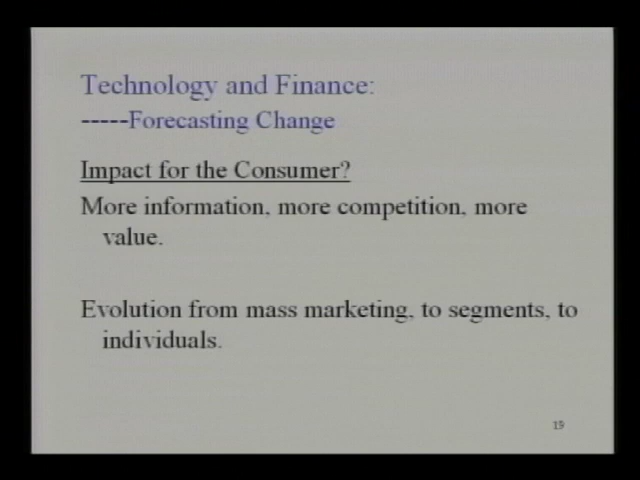 Technology and Finance:
-----Forecasting Change
Impact for the Consumer?
More information, more competition, more
value.
Evolution from mass marketing, to segments, to
individuals.
19